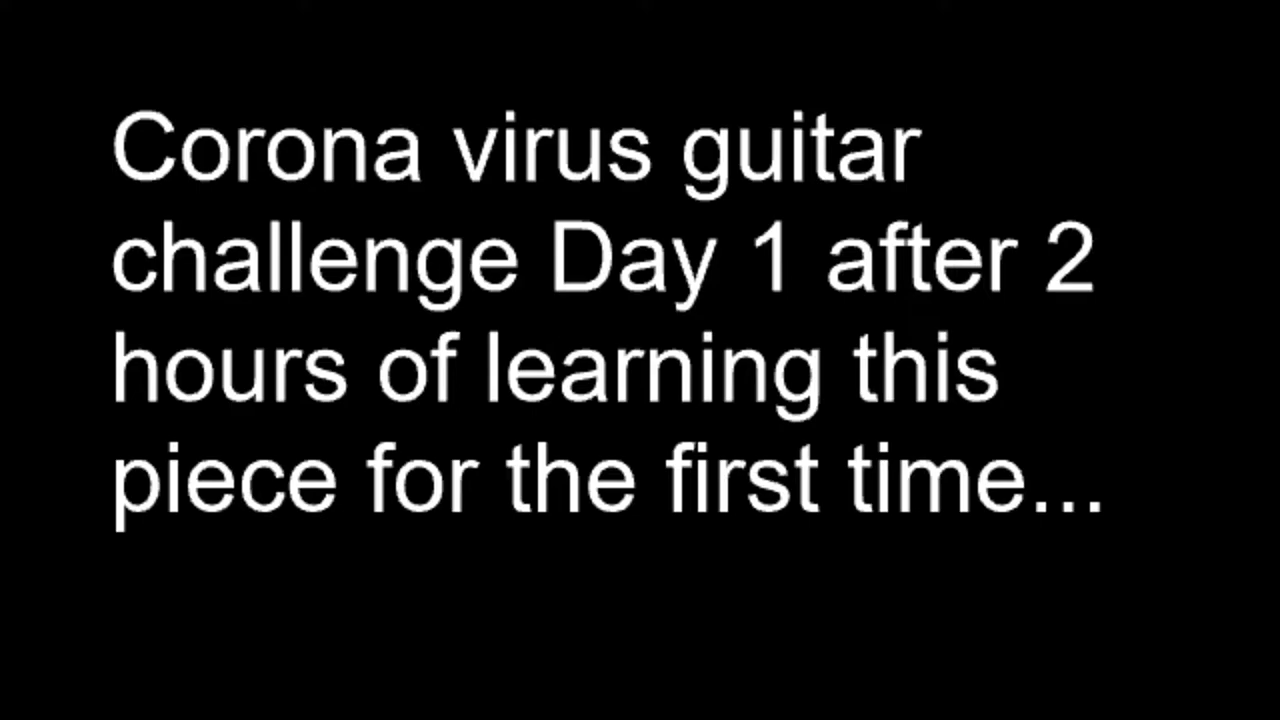 Corona virus guitar
challenge Day 1 after 2
hours of learning this
piece for the first time...